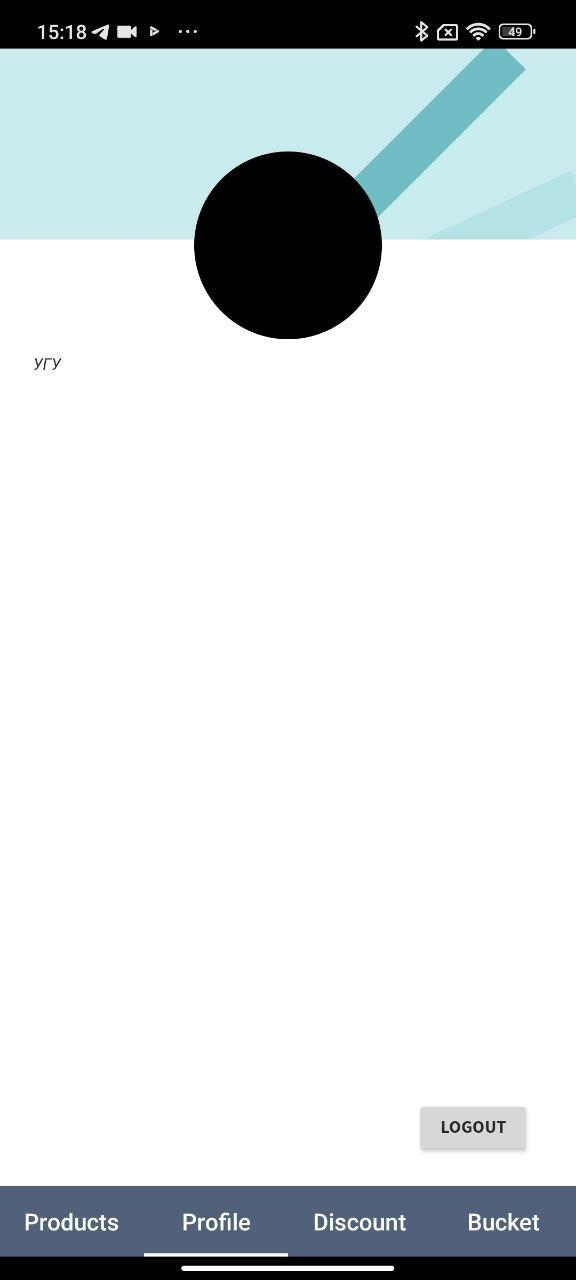 15:18
49
УГУ
LOGOUT
Products Profile Discount Bucket